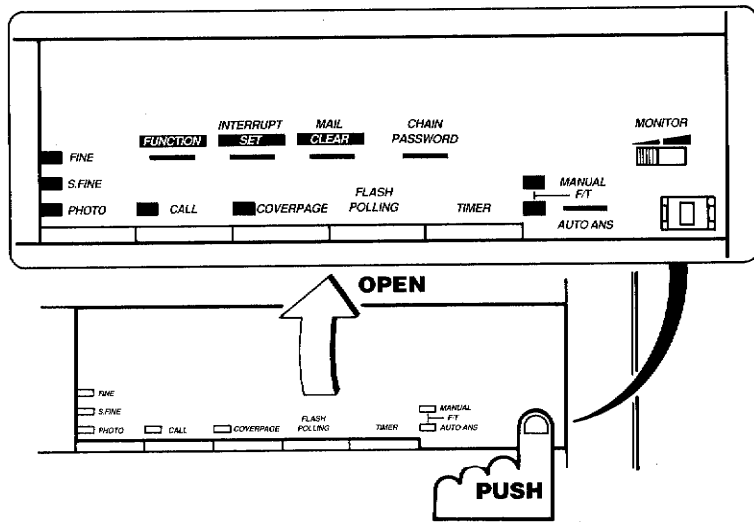 INTERRUPT MAIL CHAIN MONITOR
FUNCTION SET CLEAR PASSWORD
FINE
S.FINE
MANUAL
FLASH
F/T
PHOTO CALL COVERPAGE POLLING TIMER
AUTO ANS
OPEN
FINE
S.FINE
MANUAL
FLASH
F/T
PHOTO CALL COVERPAGE POLLING TIMER AUTO ANS
PUSH